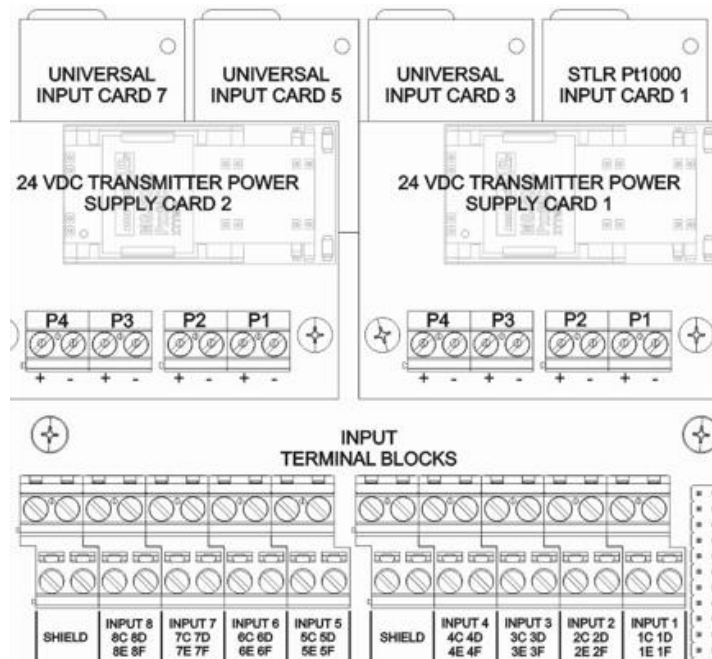 UNIVERSAL
INPUT CARD 7
UNIVERSAL
INPUT CARD 5
UNIVERSAL
INPUT CARD 3
STLR Pt1000
INPUT CARD 1
24 VDC TRANSMITTER POWER
SUPPLY CARD 2
24 VDC TRANSMITTER POWER
SUPPLY CARD 1
P4 P3 P2 P1
+ - + - + - + -
P4 P3 P2 P1
+ - + - + - + -
INPUT
TERMINAL BLOCKS
SHIELD
INPUT 8
8C 8D
8E 8F
INPUT 7
7C 7D
7E 7F
INPUT 6
6C 6D
6E 6F
INPUT 5
5C 5D
5E 5F
SHIELD
INPUT 4
4C 4D
4E 4F
INPUT 3
3C 3D
3E 3F
INPUT 2
2C 2D
2E 2F
INPUT 1
1C 1D
1E 1F